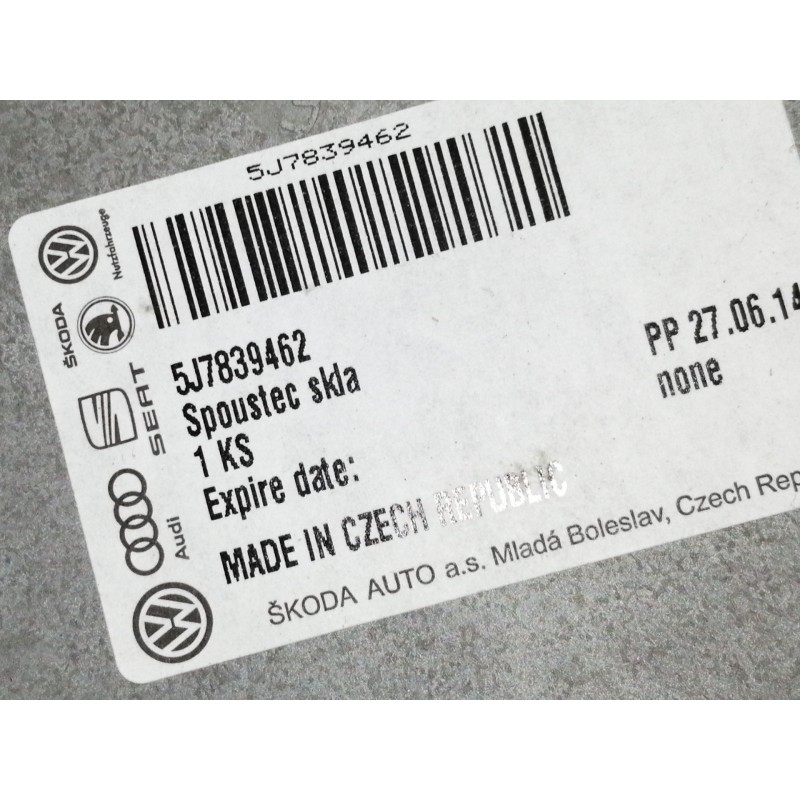 5J7839462
Nutzfahrzeuge
ŠKODA
SEAT
Audi
5J7839462
Spoustec skla
1 KS
Expire date:
MADE IN CZECH REPUBLIC
PP 27.06.14
none
ŠKODA AUTO a.s. Mladá Boleslav, Czech Rep